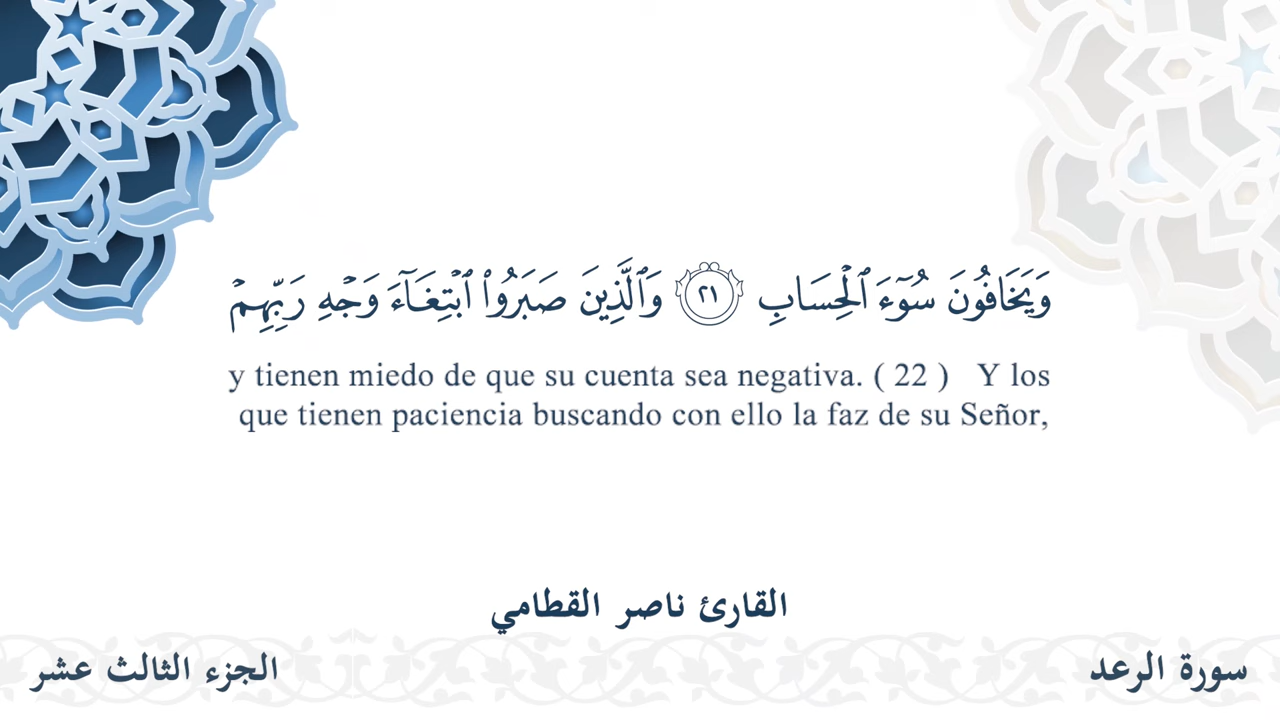 وَيَخَافُونَ سُوٓءَ ٱلْحِسَابِ ٢١ وَٱلَّذِينَ صَبَرُوا۟ ٱبْتِغَآءَ وَجْهِ رَبِّهِمْ
y tienen miedo de que su cuenta sea negativa. ( 22 ) Y los
que tienen paciencia buscando con ello la faz de su Señor,
القارئ ناصر القطامي
سورة الرعد
الجزء الثالث عشر